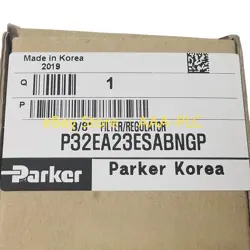 Made in Korea
2019
Q
1
P
3/8" FILTER/REGULATOR
P32EA23ESABNGP
Parker
Parker Korea